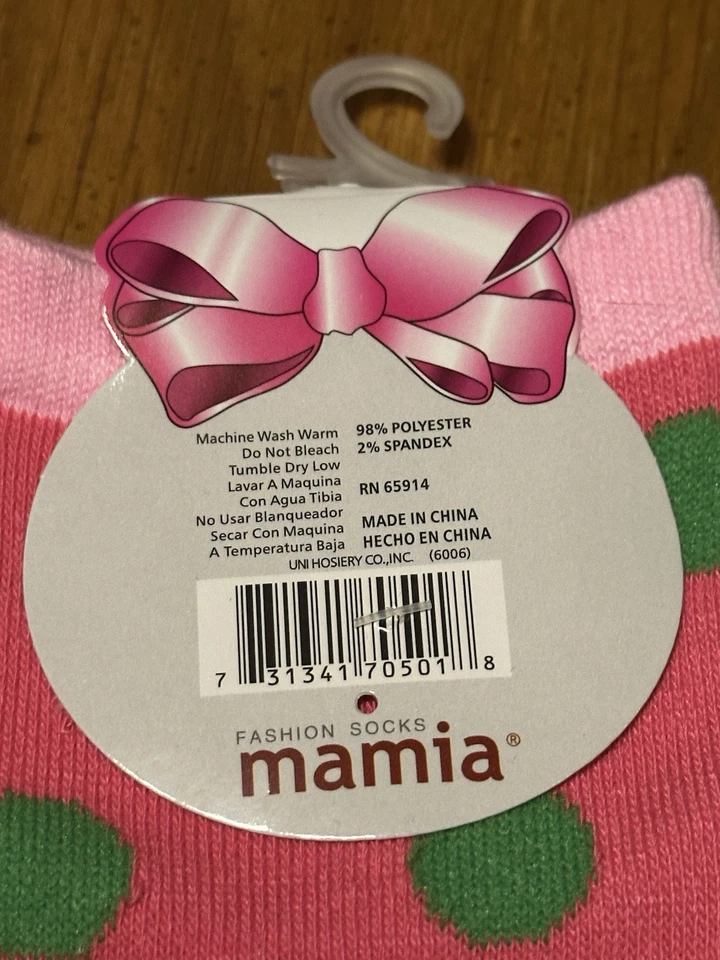 Machine Wash Warm
Do Not Bleach
Tumble Dry Low
Lavar A Maquina
Con Agua Tibia
No Usar Blanqueador
Secar Con Maquina
A Temperatura Baja
98% POLYESTER
2% SPANDEX
RN 65914
MADE IN CHINA
HECHO EN CHINA
UNI HOSIERY CO.,INC. (6006)
7 31341 70501 8
FASHION SOCKS
mamia®